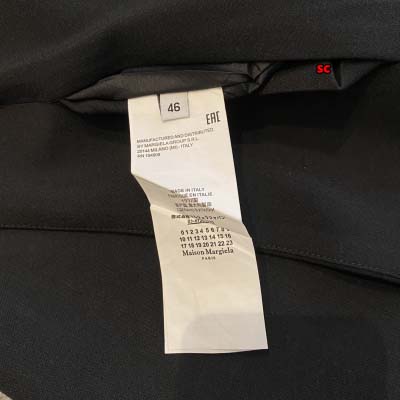 SC
46
EAC
MANUFACTURED AND DISTRIBUTED
BY MARGIELA GROUP S.R.L.
20144 MILANO (MI) - ITALY
MADE IN ITALY
FABRIQUÉ EN ITALIE
0 1 2 3 4 5 6 7 8 9
10 11 12 13 14 15 16
17 18 19 20 21 22 23
Maison Margiela
PARIS